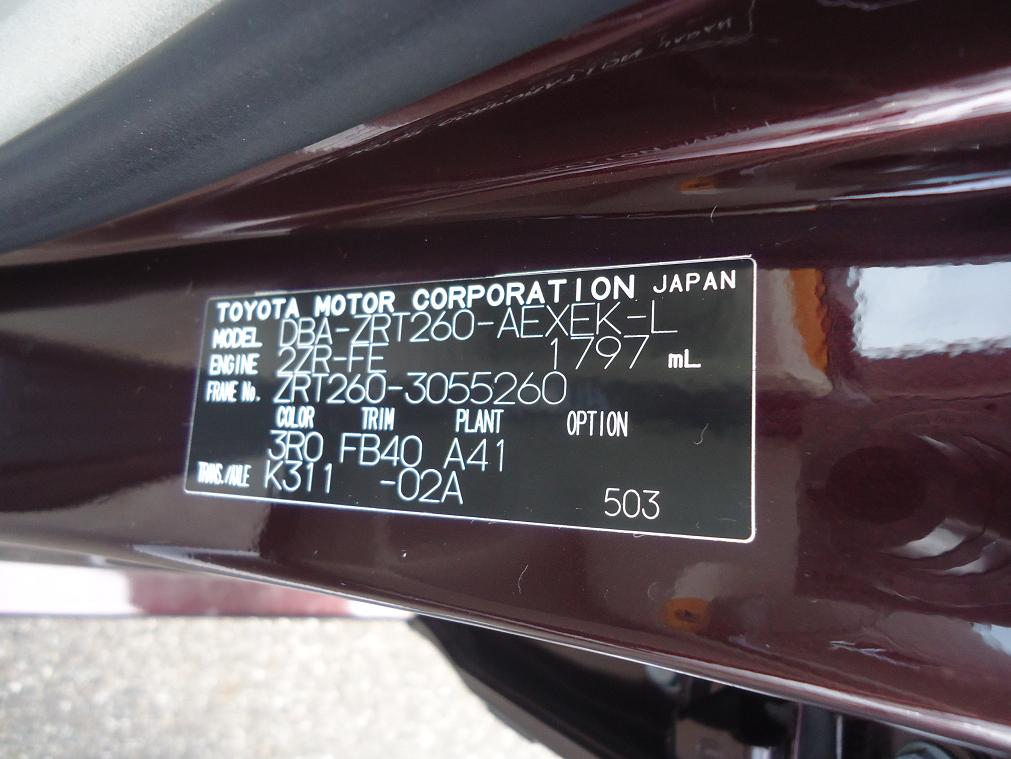 TOYOTA MOTOR CORPORATION JAPAN
MODEL DBA-ZRT260-AEXEK-L
ENGINE 2ZR-FE 1797 mL
FRAME No. ZRT260-3055260
COLOR TRIM PLANT OPTION
3R0 FB40 A41
TRANS./AXLE K311 -02A
503